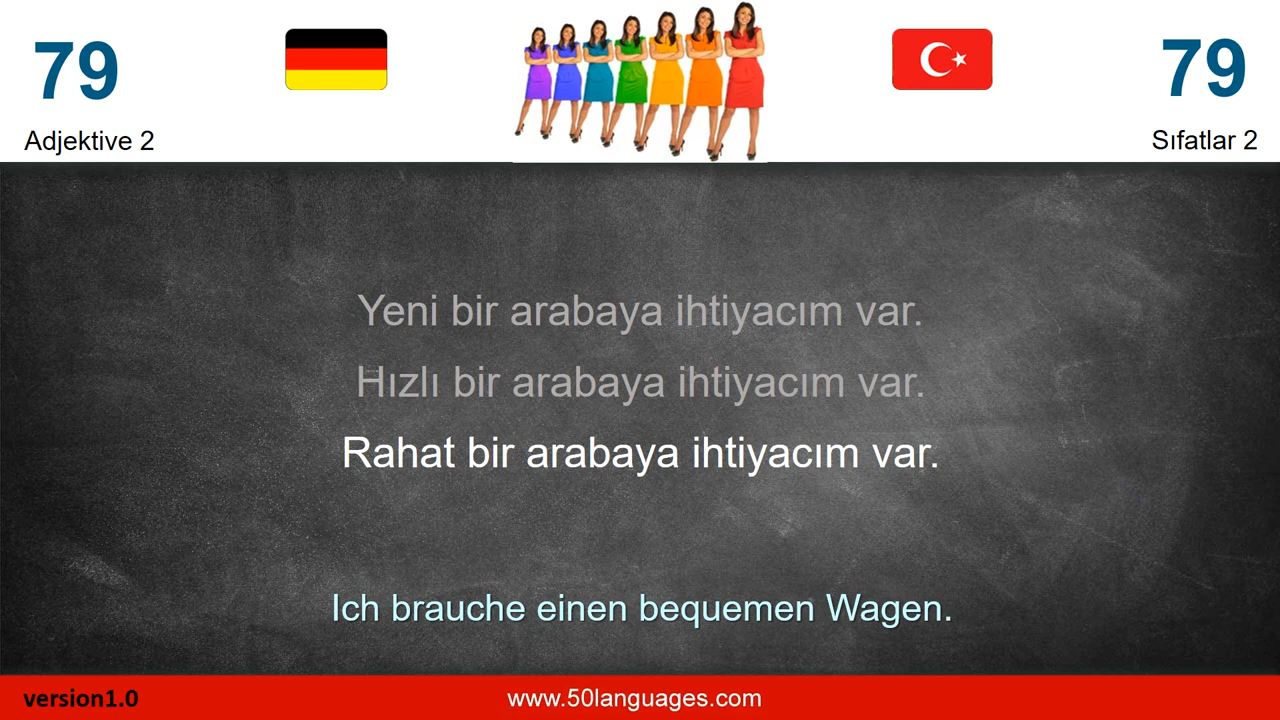 79
79
Adjektive 2
Sıfatlar 2
Yeni bir arabaya ihtiyacım var.
Hızlı bir arabaya ihtiyacım var.
Rahat bir arabaya ihtiyacım var.
Ich brauche einen bequemen Wagen.
version1.0
www.50languages.com